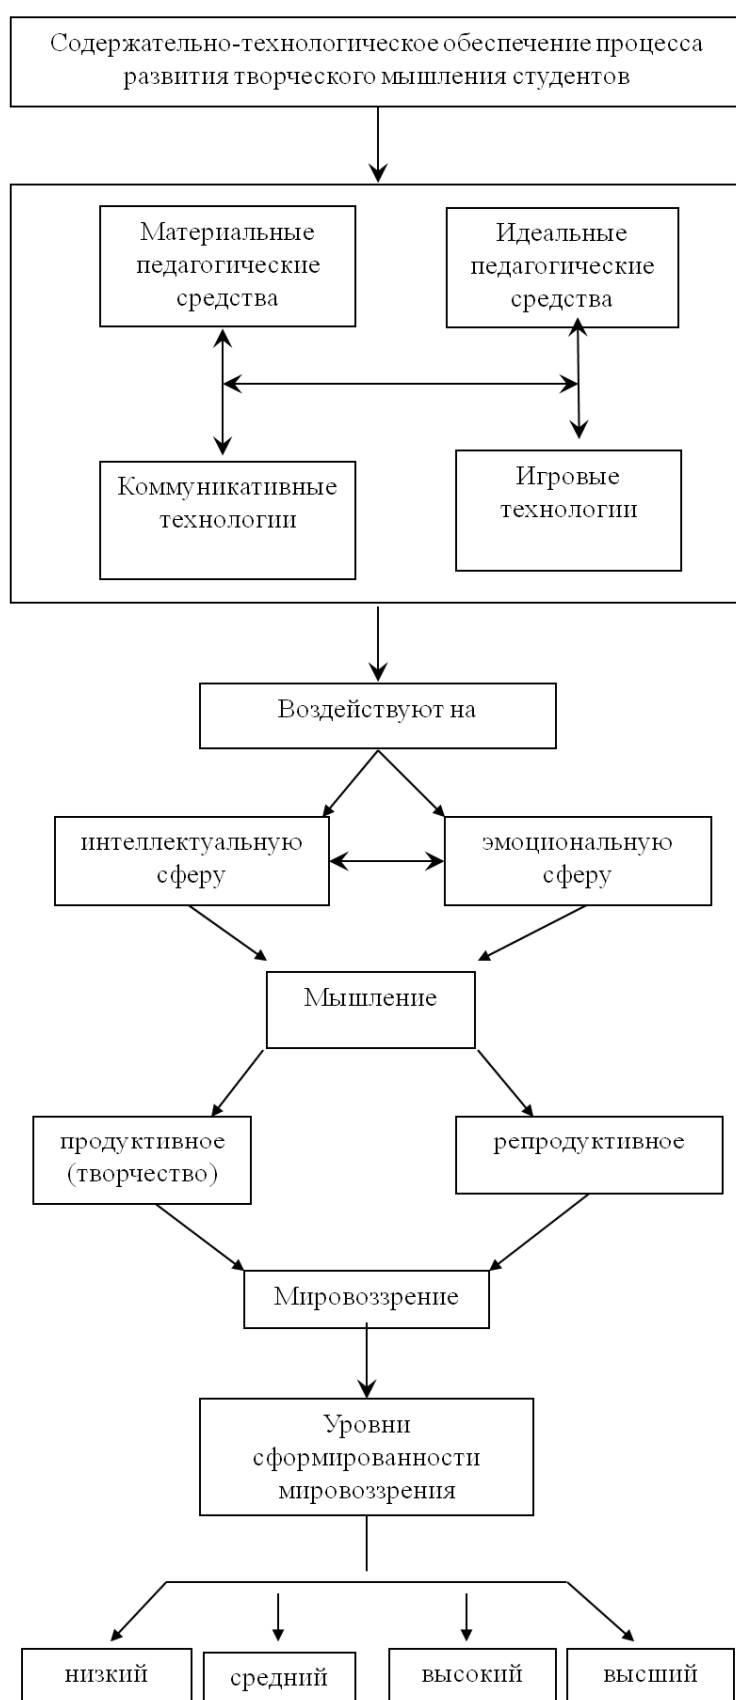 Содержательно-технологическое обеспечение процесса
развития творческого мышления студентов
Материальные
педагогические
средства
Идеальные
педагогические
средства
Коммуникативные
технологии
Игровые
технологии
Воздействуют на
интеллектуальную
сферу
эмоциональную
сферу
Мышление
продуктивное
(творчество)
репродуктивное
Мировоззрение
Уровни
сформированности
мировоззрения
низкий
средний
высокий
высший